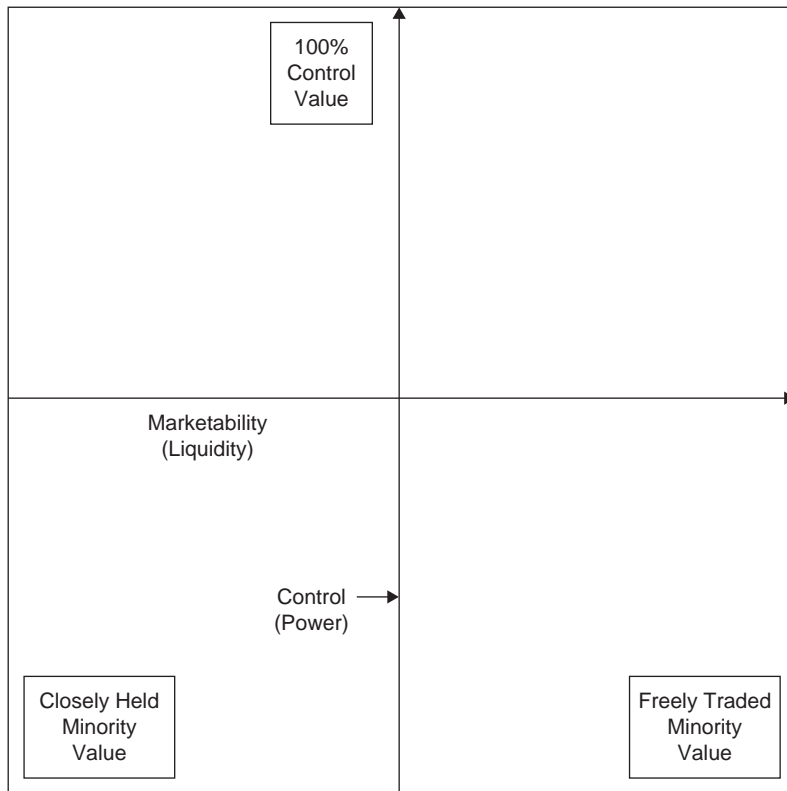 100%
Control
Value
Marketability
(Liquidity)
Control
(Power)
Closely Held
Minority
Value
Freely Traded
Minority
Value